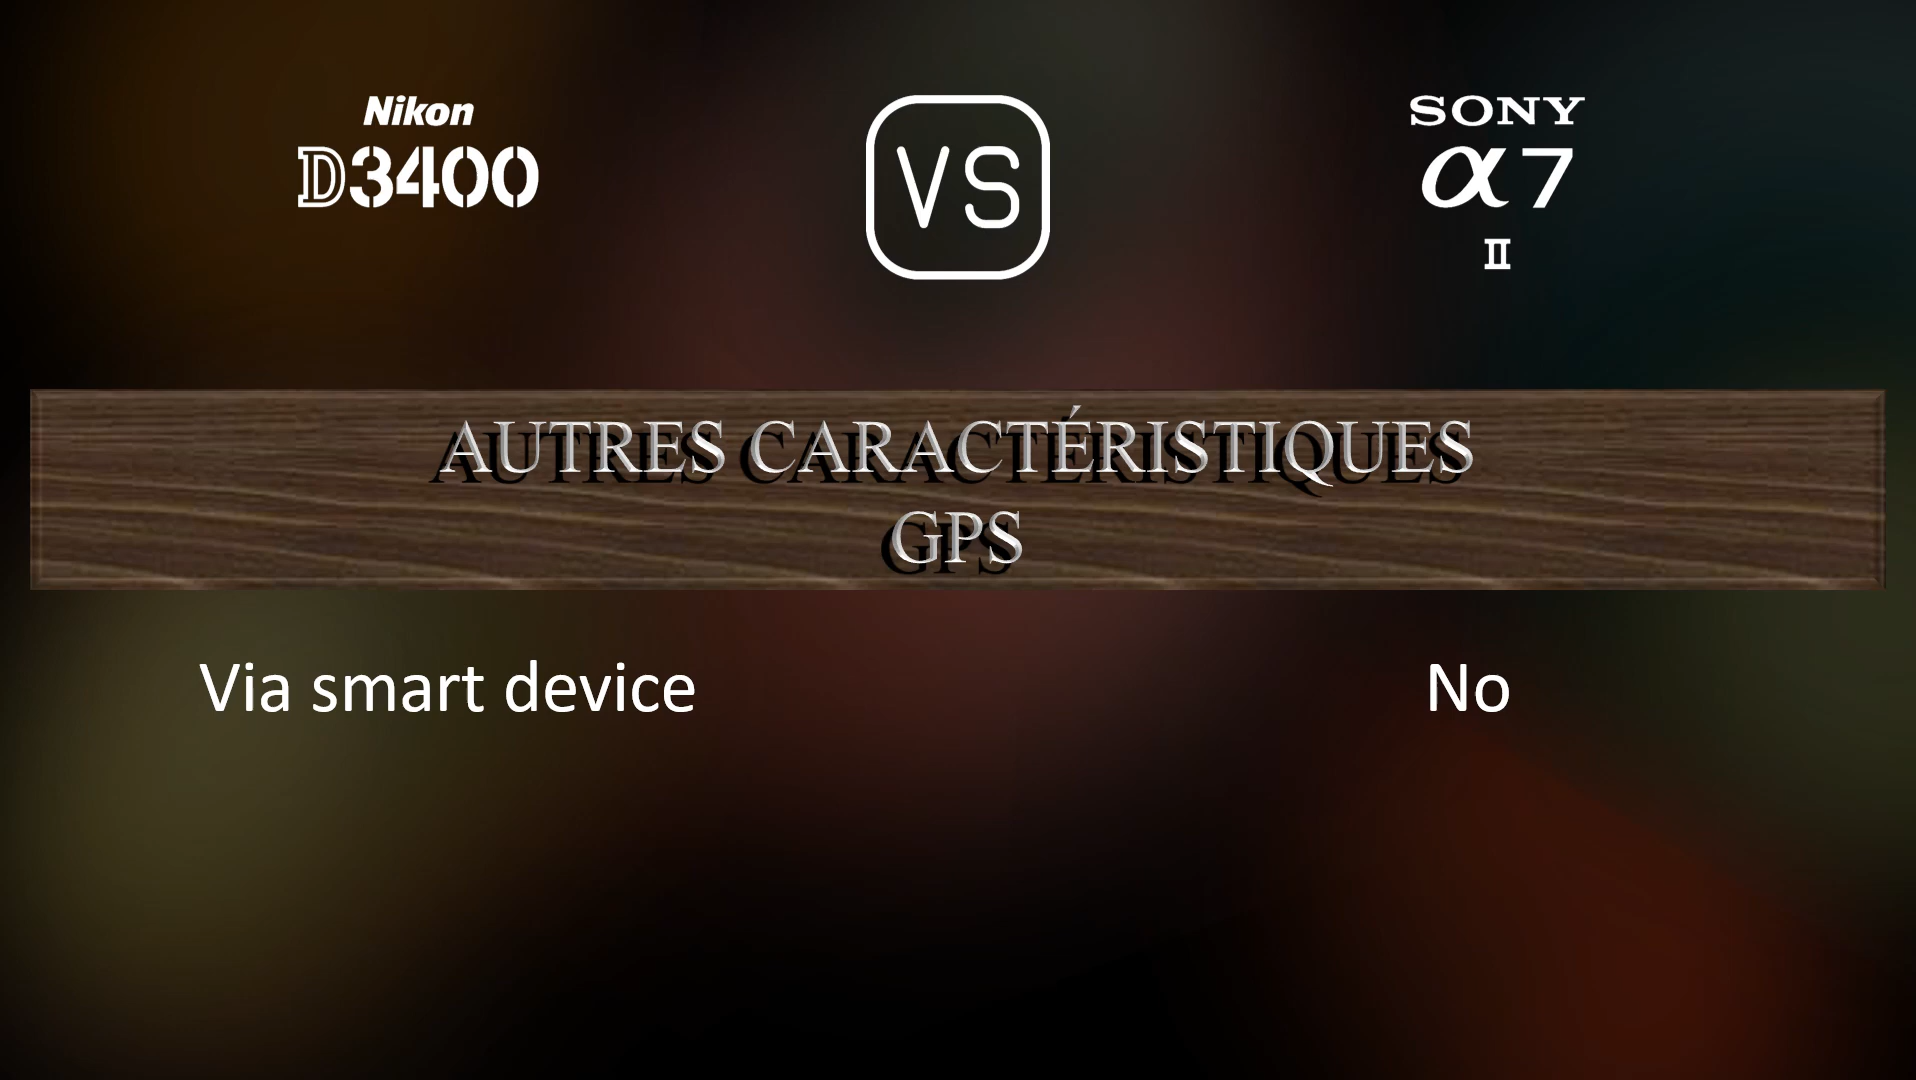 Nikon
D3400
VS
SONY
α7
II
AUTRES CARACTÉRISTIQUES
GPS
Via smart device
No